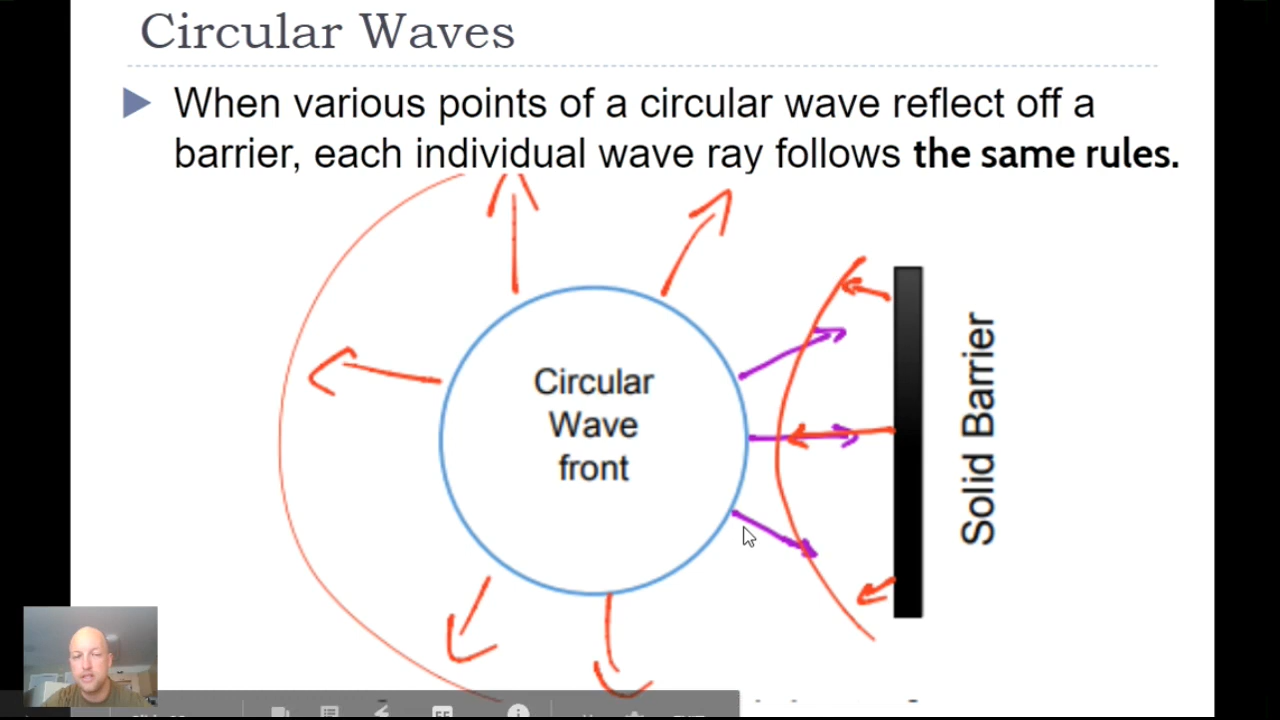 Circular Waves
When various points of a circular wave reflect off a
barrier, each individual wave ray follows the same rules.
Circular
Wave
front
Solid Barrier